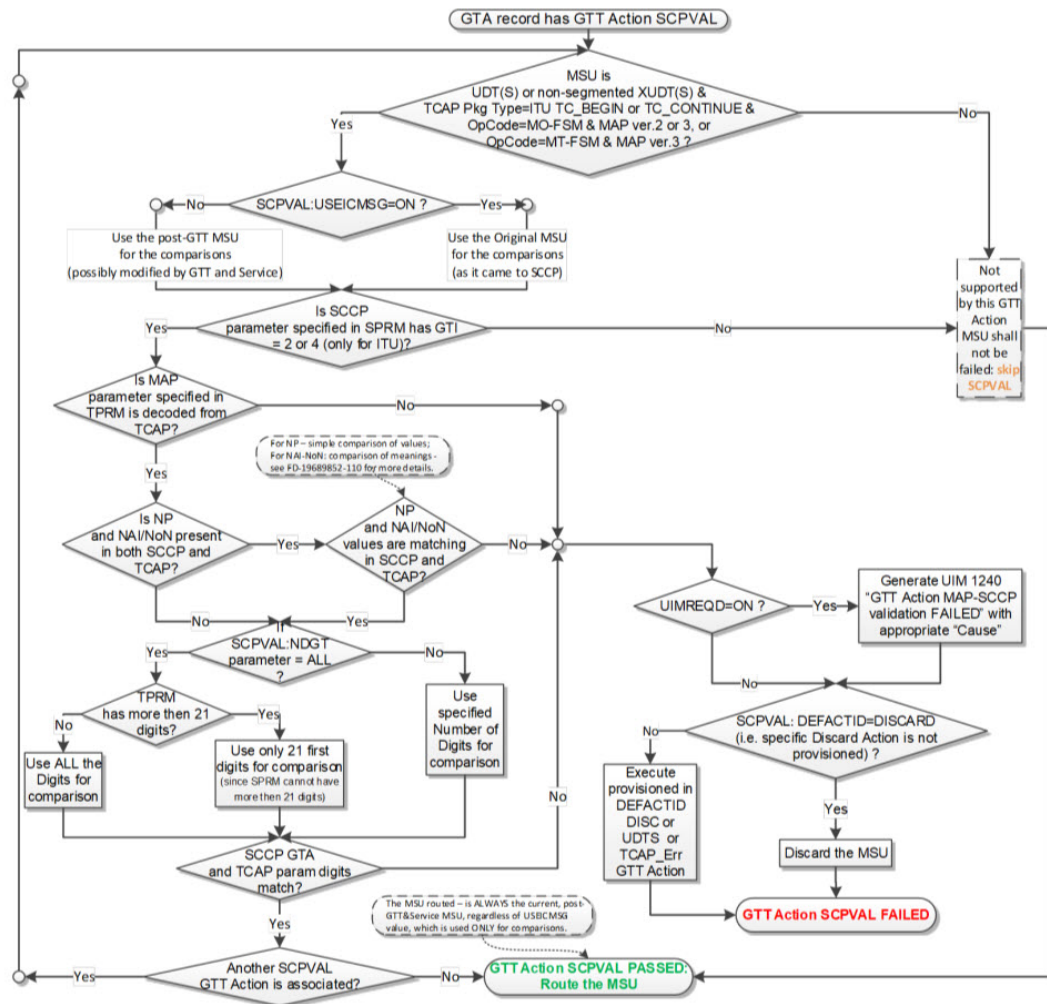 GTA record has GTT Action SCPVAL
MSU is
UDT(S) or non-segmented XUDT(S) &
TCAP Pkg Type=ITU TC_BEGIN or TC_CONTINUE &
OpCode=MO-FSM & MAP ver.2 or 3, or
OpCode=MT-FSM & MAP ver.3 ?
Yes
No
SCPVAL:USEICMSG=ON ?
No
Yes
Use the post-GTT MSU
for the comparisons
(possibly modified by GTT and Service)
Use the Original MSU
for the comparisons
(as it came to SCCP)
Is SCCP
parameter specified in SPRM has GTI
= 2 or 4 (only for ITU)?
Yes
No
Not
supported
by this GTT
Action
MSU shall
not be
failed: skip
SCPVAL
Is MAP
parameter specified in
TPRM is decoded from
TCAP?
No
Yes
For NP – simple comparison of values;
For NAI-NoN: comparison of meanings -
see FD-19689852-110 for more details.
Is NP
and NAI/NoN present
in both SCCP and
TCAP?
Yes
NP
and NAI/NoN
values are matching
in SCCP and
TCAP?
No
No
Yes
UIMREQD=ON ?
Yes
Generate UIM 1240
"GTT Action MAP-SCCP
validation FAILED" with
appropriate "Cause"
No
If
SCPVAL:NDGT
parameter = ALL
?
Yes
No
TPRM
has more then 21
digits?
No
Yes
Use ALL the
Digits for
comparison
Use only 21 first
digits for comparison
(since SPRM cannot have
more then 21 digits)
Use
specified
Number of
Digits for
comparison
SCPVAL: DEFACTID=DISCARD
(i.e. specific Discard Action is not
provisioned) ?
No
Yes
Execute
provisioned in
DEFACTID
DISC or
UDTS or
TCAP_Err
GTT Action
Discard the MSU
GTT Action SCPVAL FAILED
SCCP GTA
and TCAP param digits
match?
No
Yes
The MSU routed – is ALWAYS the current, post-
GTT&Service MSU, regardless of USEICMSG
value, which is used ONLY for comparisons.
Another SCPVAL
GTT Action is associated?
Yes
No
GTT Action SCPVAL PASSED:
Route the MSU